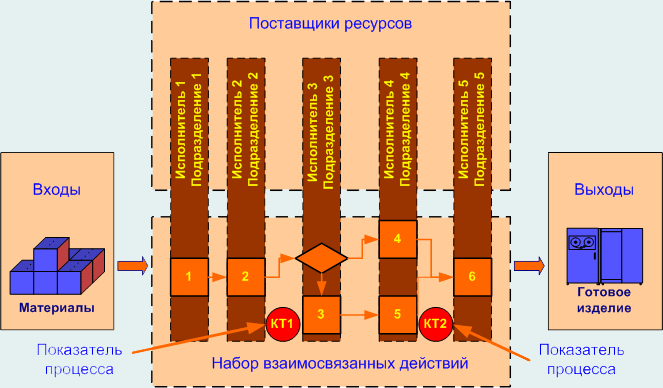 Поставщики ресурсов
Исполнитель 1
Подразделение 1
Исполнитель 2
Подразделение 2
Исполнитель 3
Подразделение 3
Исполнитель 4
Подразделение 4
Исполнитель 5
Подразделение 5
Входы
Материалы
Выходы
Готовое
изделие
1
2
3
4
5
6
КТ1
КТ2
Показатель
процесса
Набор взаимосвязанных действий
Показатель
процесса